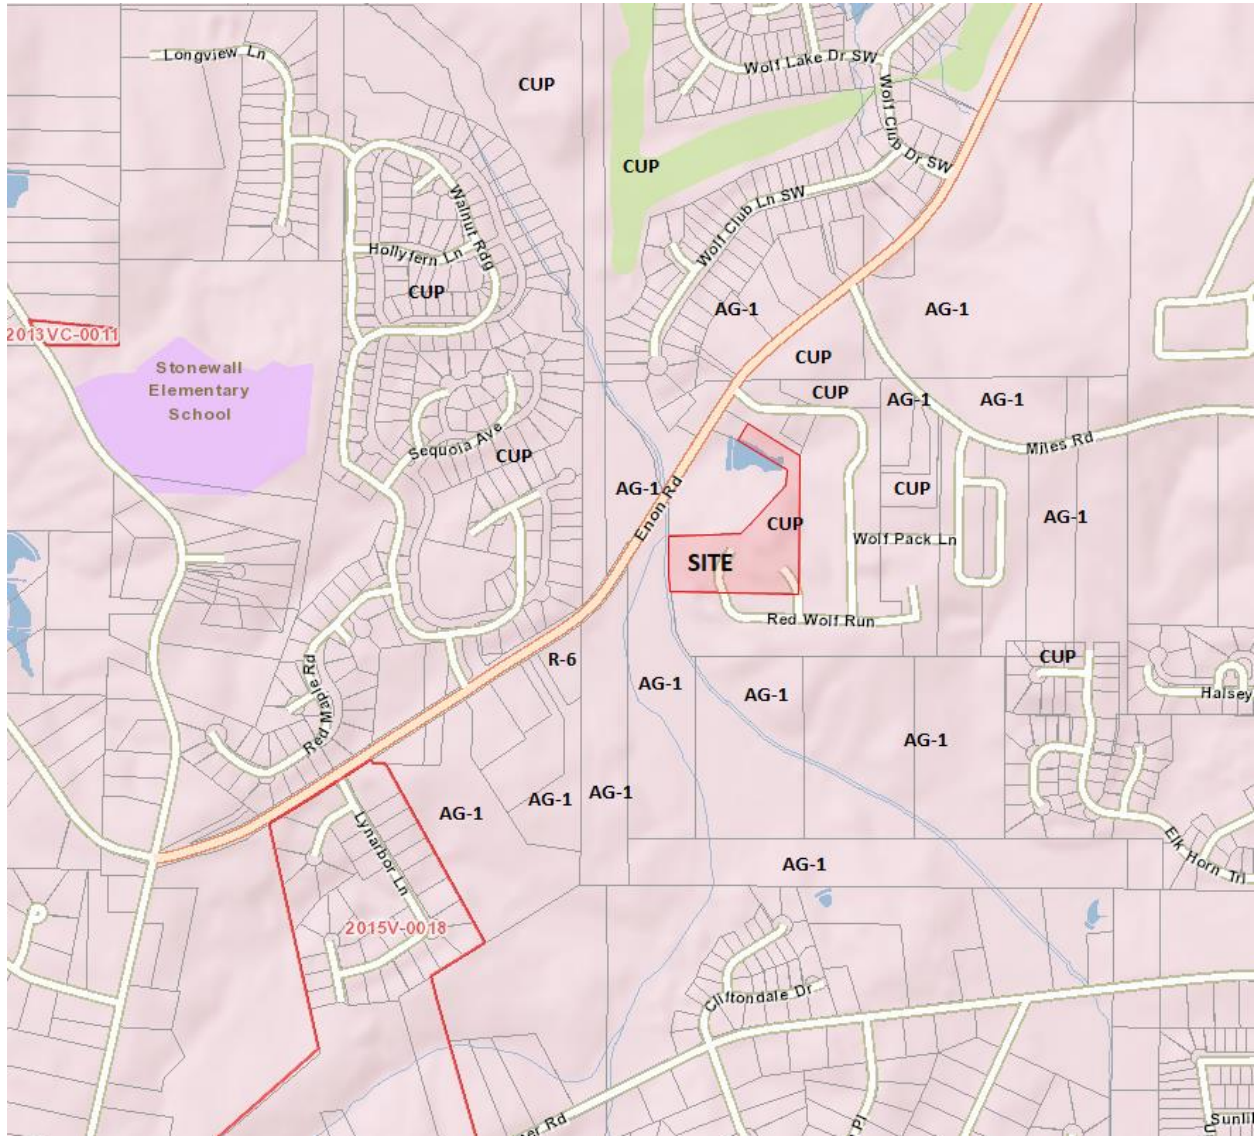 Longview Ln
CUP
Wolf Lake Dr SW
Wolf Club Dr SW
CUP
Walnut Rdg
Wolf Club Ln SW
Hollyfern Ln
CUP
AG-1
AG-1
2013VC-0011
Stonewall
Elementary
School
CUP
CUP
AG-1
AG-1
Sequoia Ave
CUP
Miles Rd
AG-1
CUP
Enon Rd
CUP
AG-1
Wolf Pack Ln
SITE
Red Wolf Run
R-6
CUP
Red Maple Rd
AG-1
AG-1
Halsey
AG-1
AG-1
AG-1
AG-1
Lynarbor Ln
Elk Horn Trl
AG-1
2015V-0018
Cliftondale Dr
er Rd
Pl
Sunli